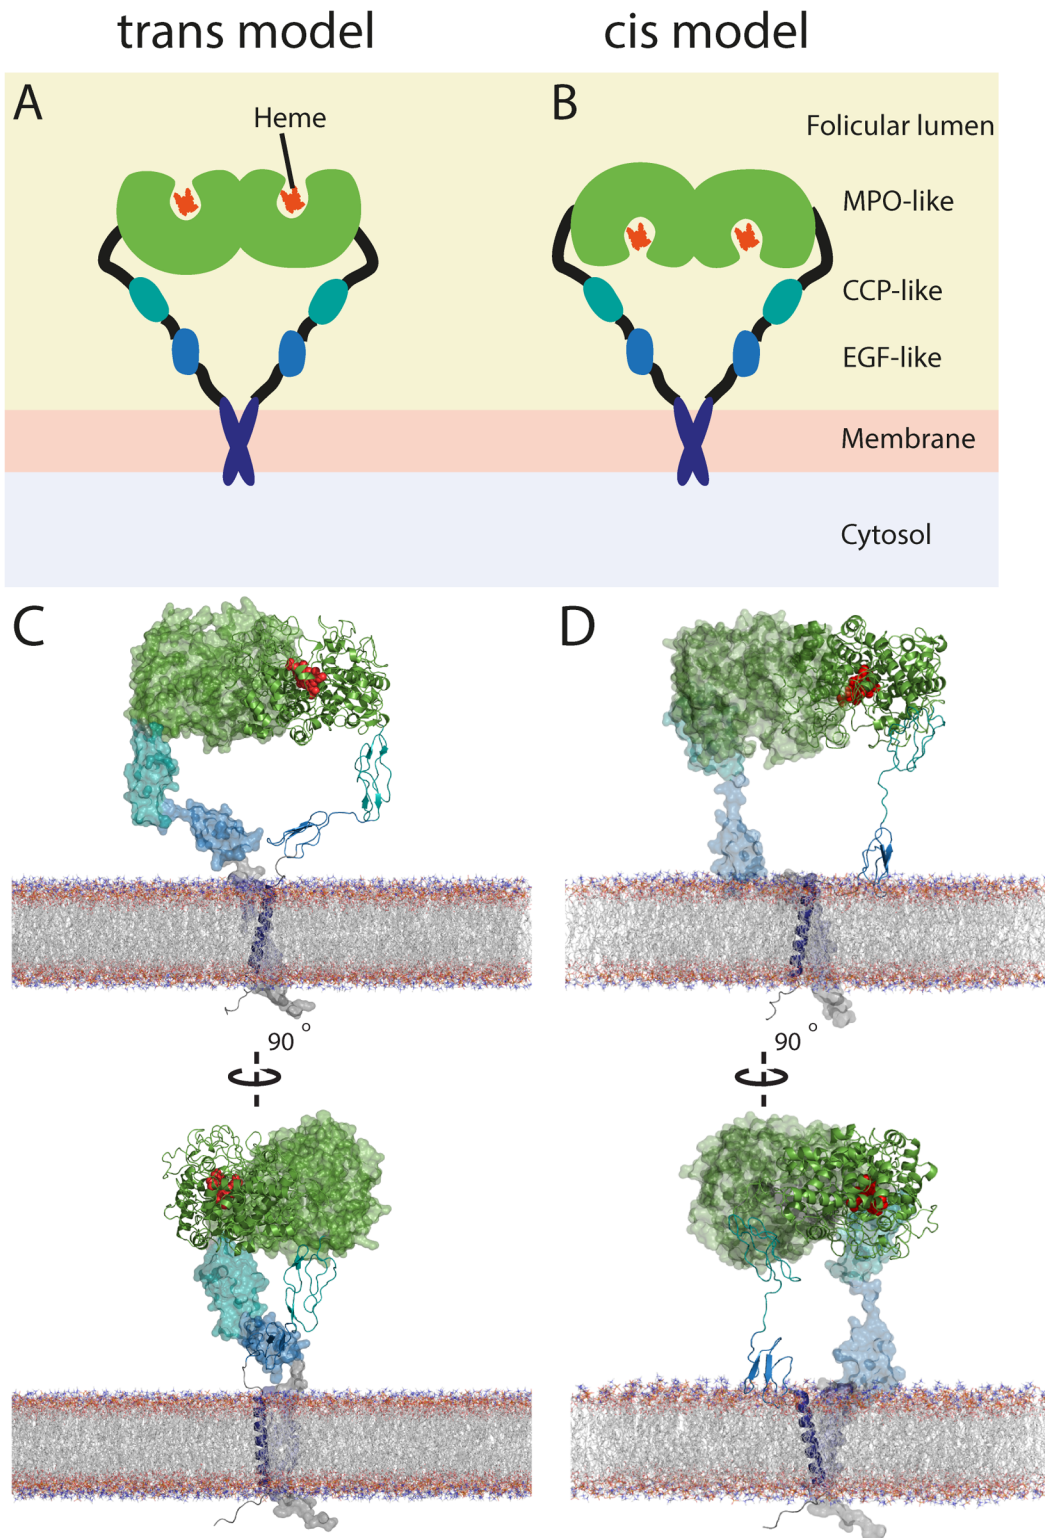 trans model
cis model
A
Heme
B
Folicular lumen
MPO-like
CCP-like
EGF-like
Membrane
Cytosol
C
D
90 o
90 o